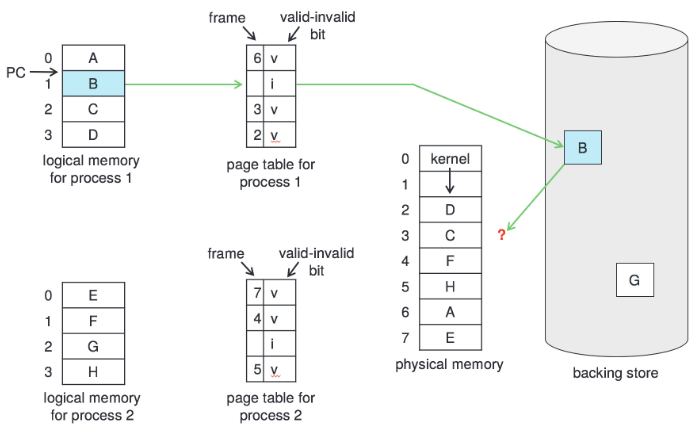 frame
valid-invalid
bit
PC
0 A
1 B
2 C
3 D
logical memory
for process 1
6 v
i
3 v
2 v
page table for
process 1
0 kernel
1
2 D
3 C
4 F
5 H
6 A
7 E
physical memory
?
B
G
backing store
frame
valid-invalid
bit
0 E
1 F
2 G
3 H
logical memory
for process 2
7 v
4 v
i
5 v
page table for
process 2